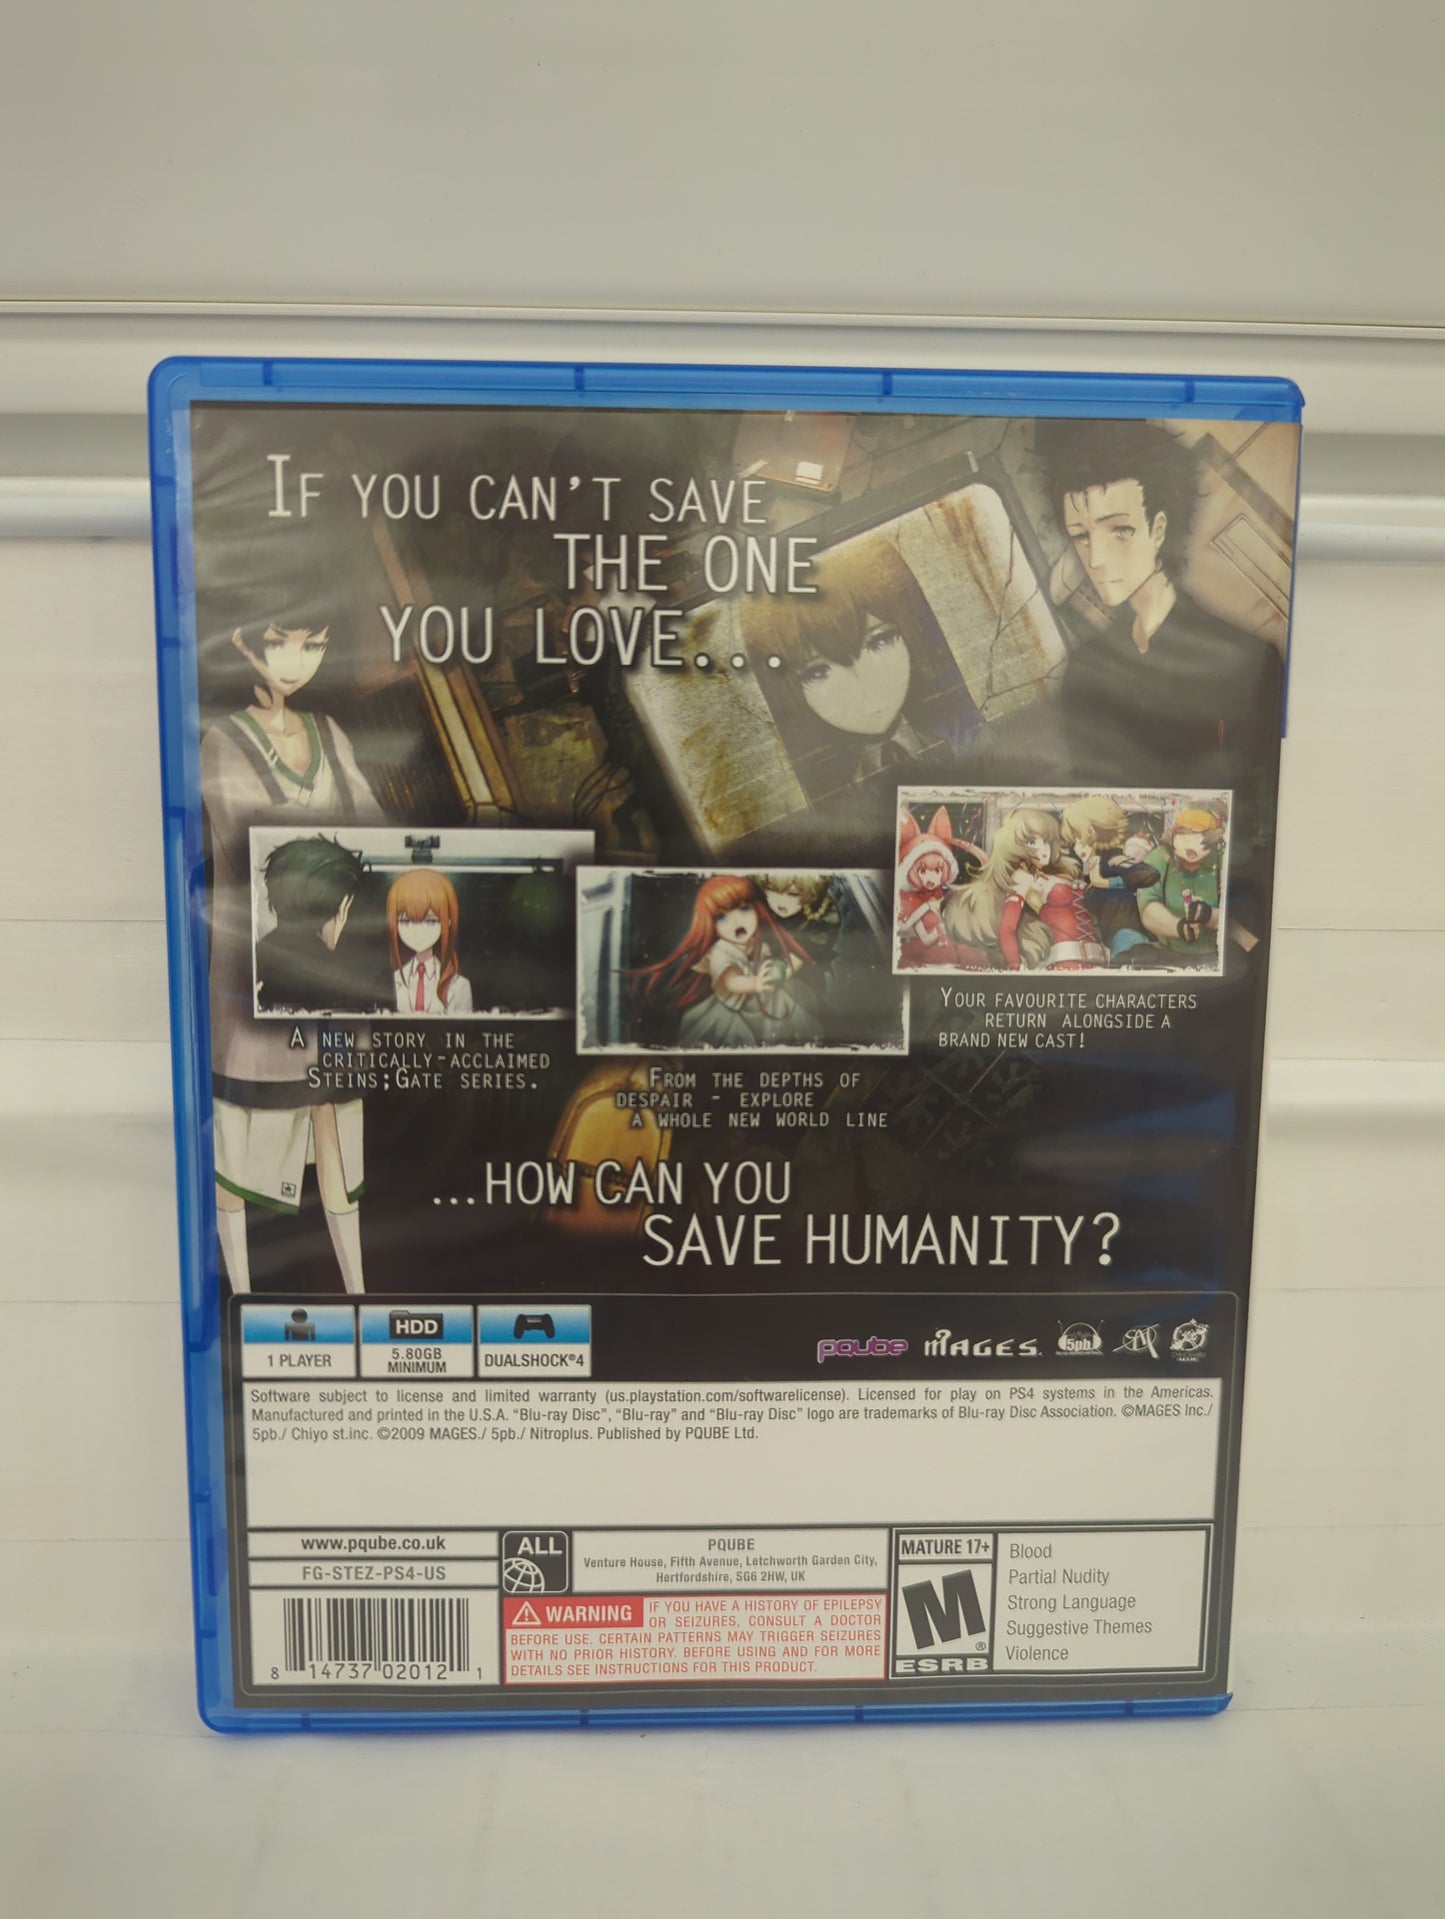 IF YOU CAN'T SAVE
THE ONE
YOU LOVE...
A NEW STORY IN THE
CRITICALLY-ACCLAIMED
STEINS;GATE SERIES.
FROM THE DEPTHS OF
DESPAIR - EXPLORE
A WHOLE NEW WORLD LINE
YOUR FAVOURITE CHARACTERS
RETURN ALONGSIDE A
BRAND NEW CAST!
...HOW CAN YOU
SAVE HUMANITY?
1 PLAYER
HDD
5.80GB
MINIMUM
DUALSHOCK®4
pqube
MAGES.
5pb.
Software subject to license and limited warranty (us.playstation.com/softwarelicense). Licensed for play on PS4 systems in the Americas.
Manufactured and printed in the U.S.A. "Blu-ray Disc", "Blu-ray" and "Blu-ray Disc" logo are trademarks of Blu-ray Disc Association. ©MAGES Inc./
5pb./ Chiyo st.inc. ©2009 MAGES./ 5pb./ Nitroplus. Published by PQUBE Ltd.
www.pqube.co.uk
FG-STEZ-PS4-US
8 14737 02012 1
ALL
PQUBE
Venture House, Fifth Avenue, Letchworth Garden City,
Hertfordshire, SG6 2HW, UK
WARNING IF YOU HAVE A HISTORY OF EPILEPSY
OR SEIZURES, CONSULT A DOCTOR
BEFORE USE. CERTAIN PATTERNS MAY TRIGGER SEIZURES
WITH NO PRIOR HISTORY. BEFORE USING AND FOR MORE
DETAILS SEE INSTRUCTIONS FOR THIS PRODUCT.
MATURE 17+
M
®
ESRB
Blood
Partial Nudity
Strong Language
Suggestive Themes
Violence